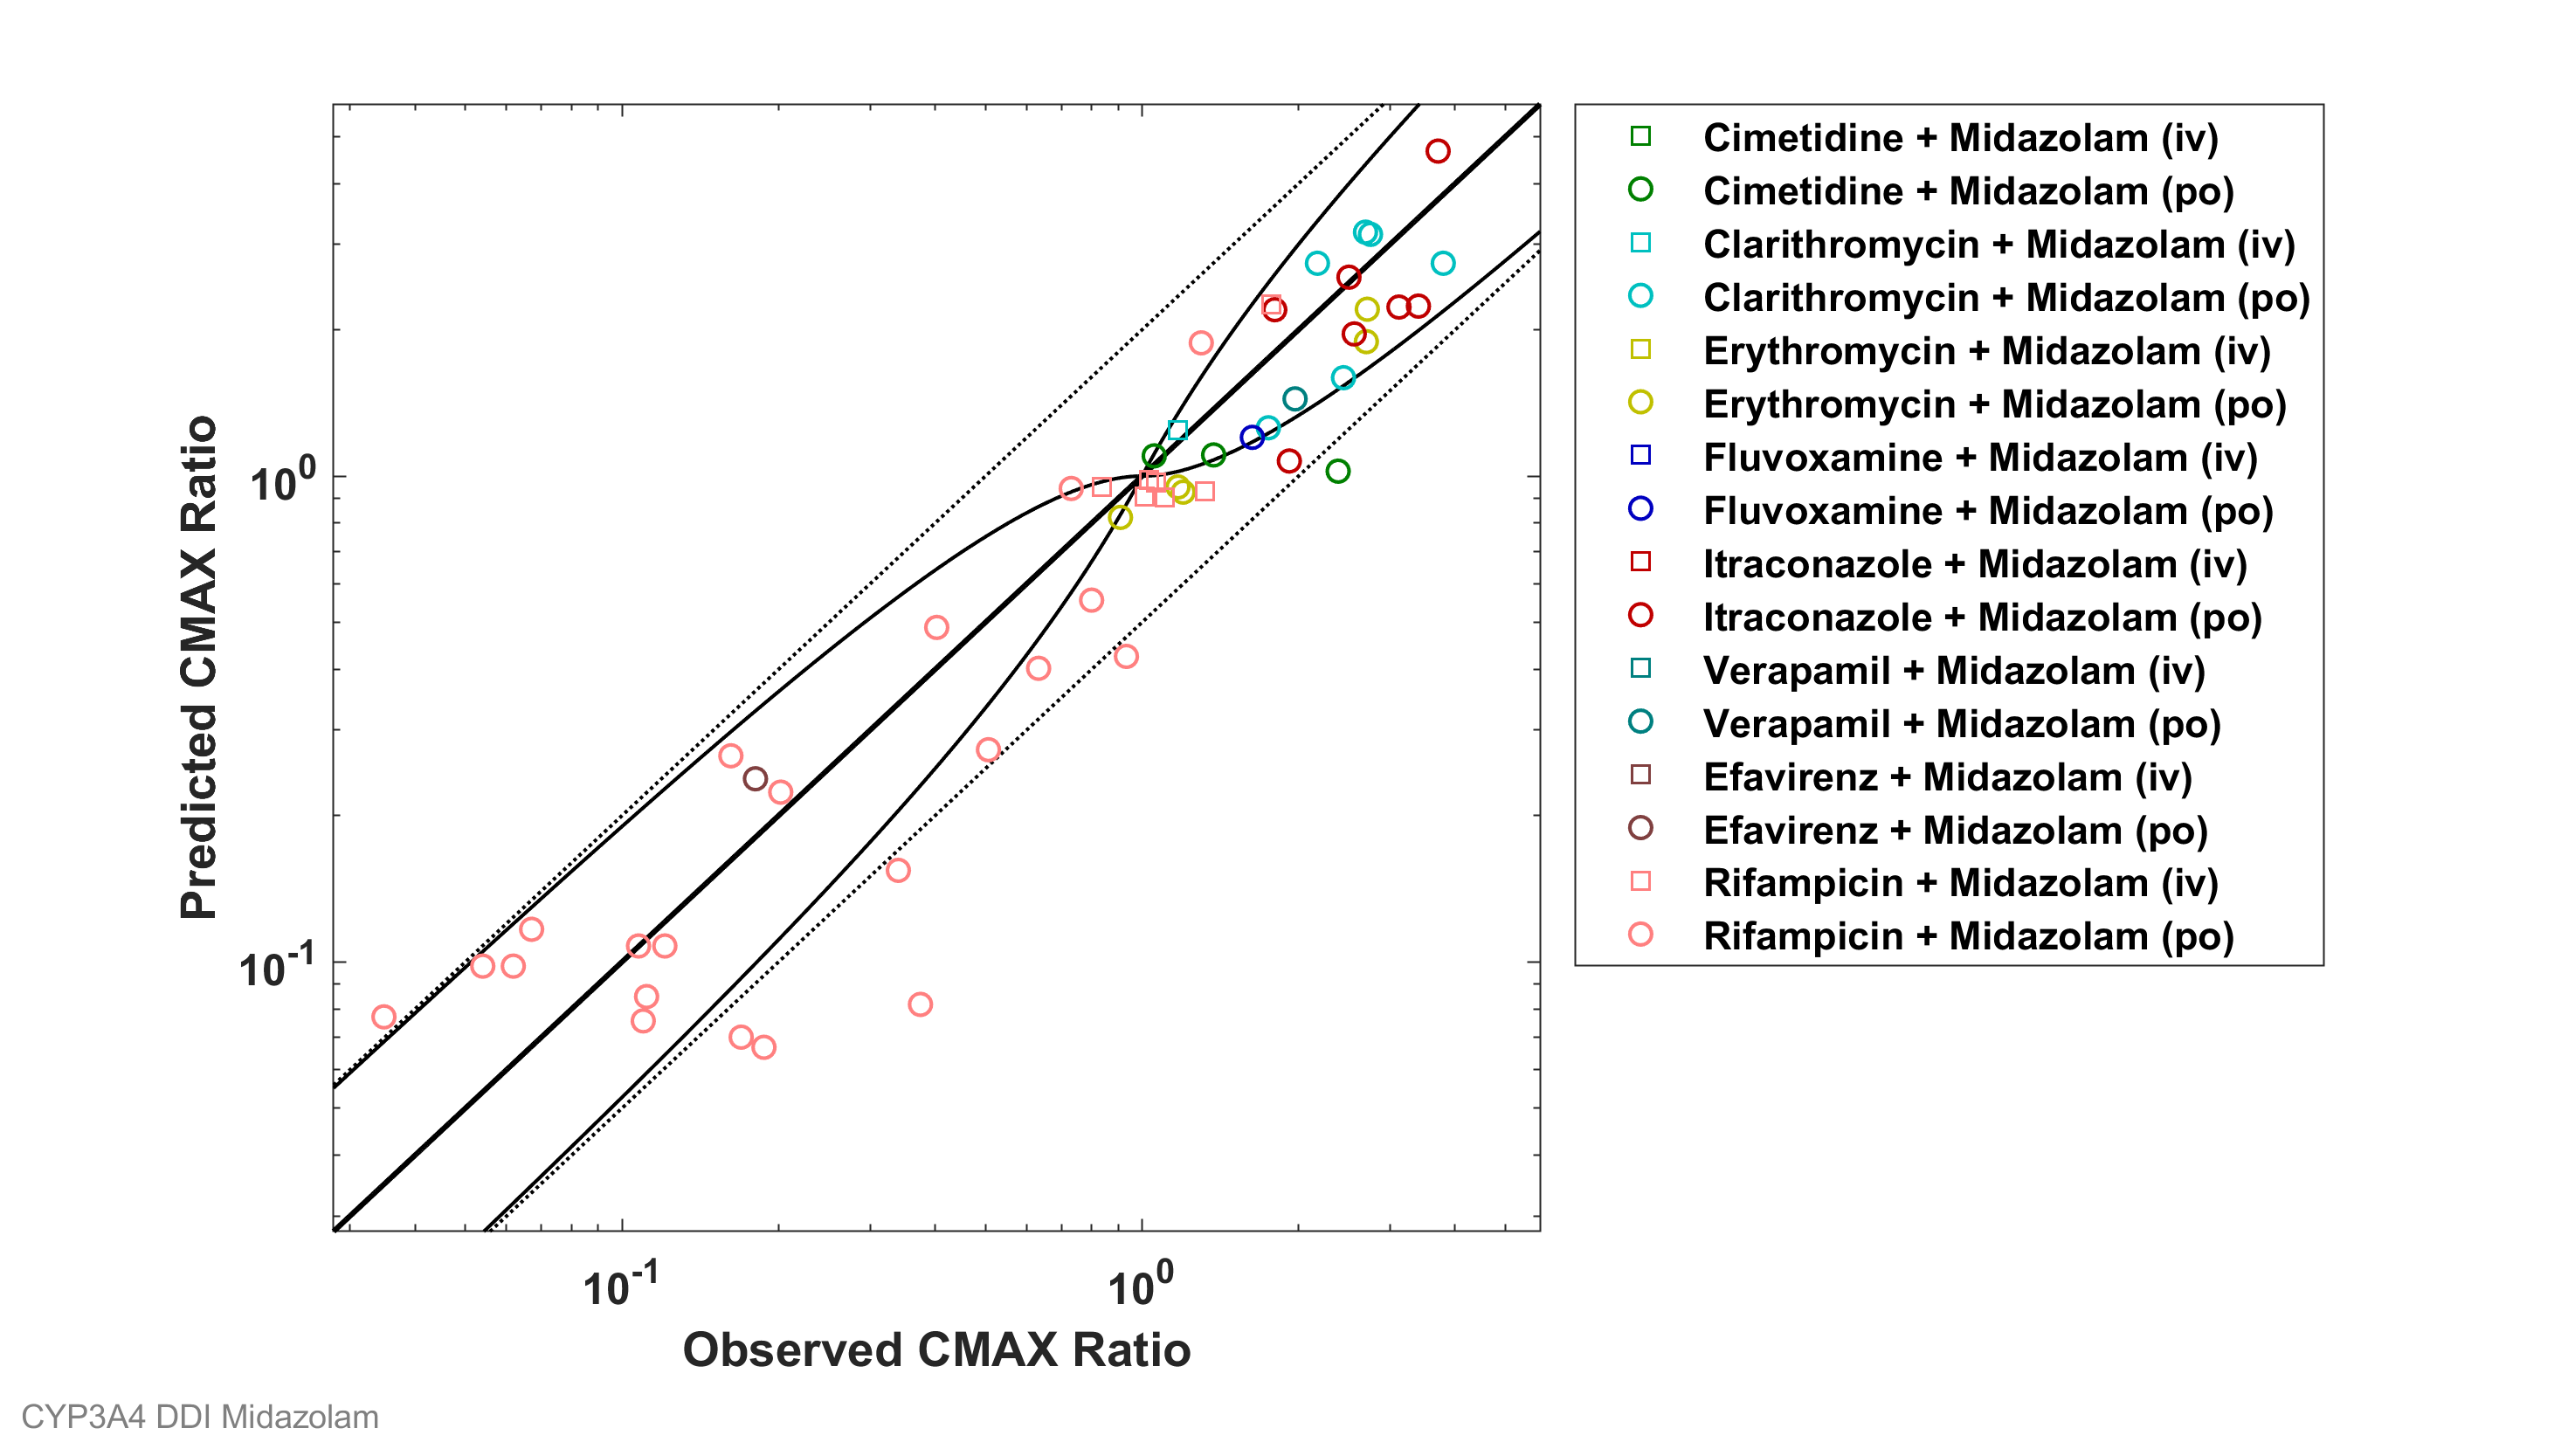 Cimetidine + Midazolam (iv)
Cimetidine + Midazolam (po)
Clarithromycin + Midazolam (iv)
Clarithromycin + Midazolam (po)
Erythromycin + Midazolam (iv)
Erythromycin + Midazolam (po)
Fluvoxamine + Midazolam (iv)
Fluvoxamine + Midazolam (po)
Itraconazole + Midazolam (iv)
Itraconazole + Midazolam (po)
Verapamil + Midazolam (iv)
Verapamil + Midazolam (po)
Efavirenz + Midazolam (iv)
Efavirenz + Midazolam (po)
Rifampicin + Midazolam (iv)
Rifampicin + Midazolam (po)
Predicted CMAX Ratio
10^0
10^-1
10^-1
10^0
Observed CMAX Ratio
CYP3A4 DDI Midazolam